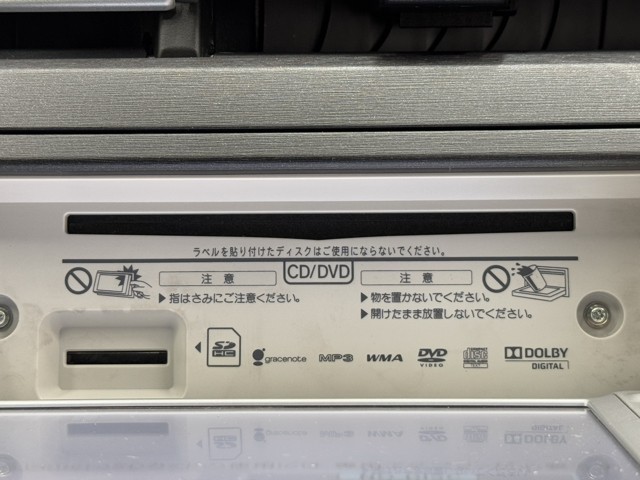 ラベルを貼り付けたディスクはご使用にならないでください。
注意
CD/DVD
注意
▶指はさみにご注意ください。
▶物を置かないでください。
▶開けたまま放置しないでください。
SD HC
gracenote
MP3
WMA
DVD VIDEO
DOLBY DIGITAL